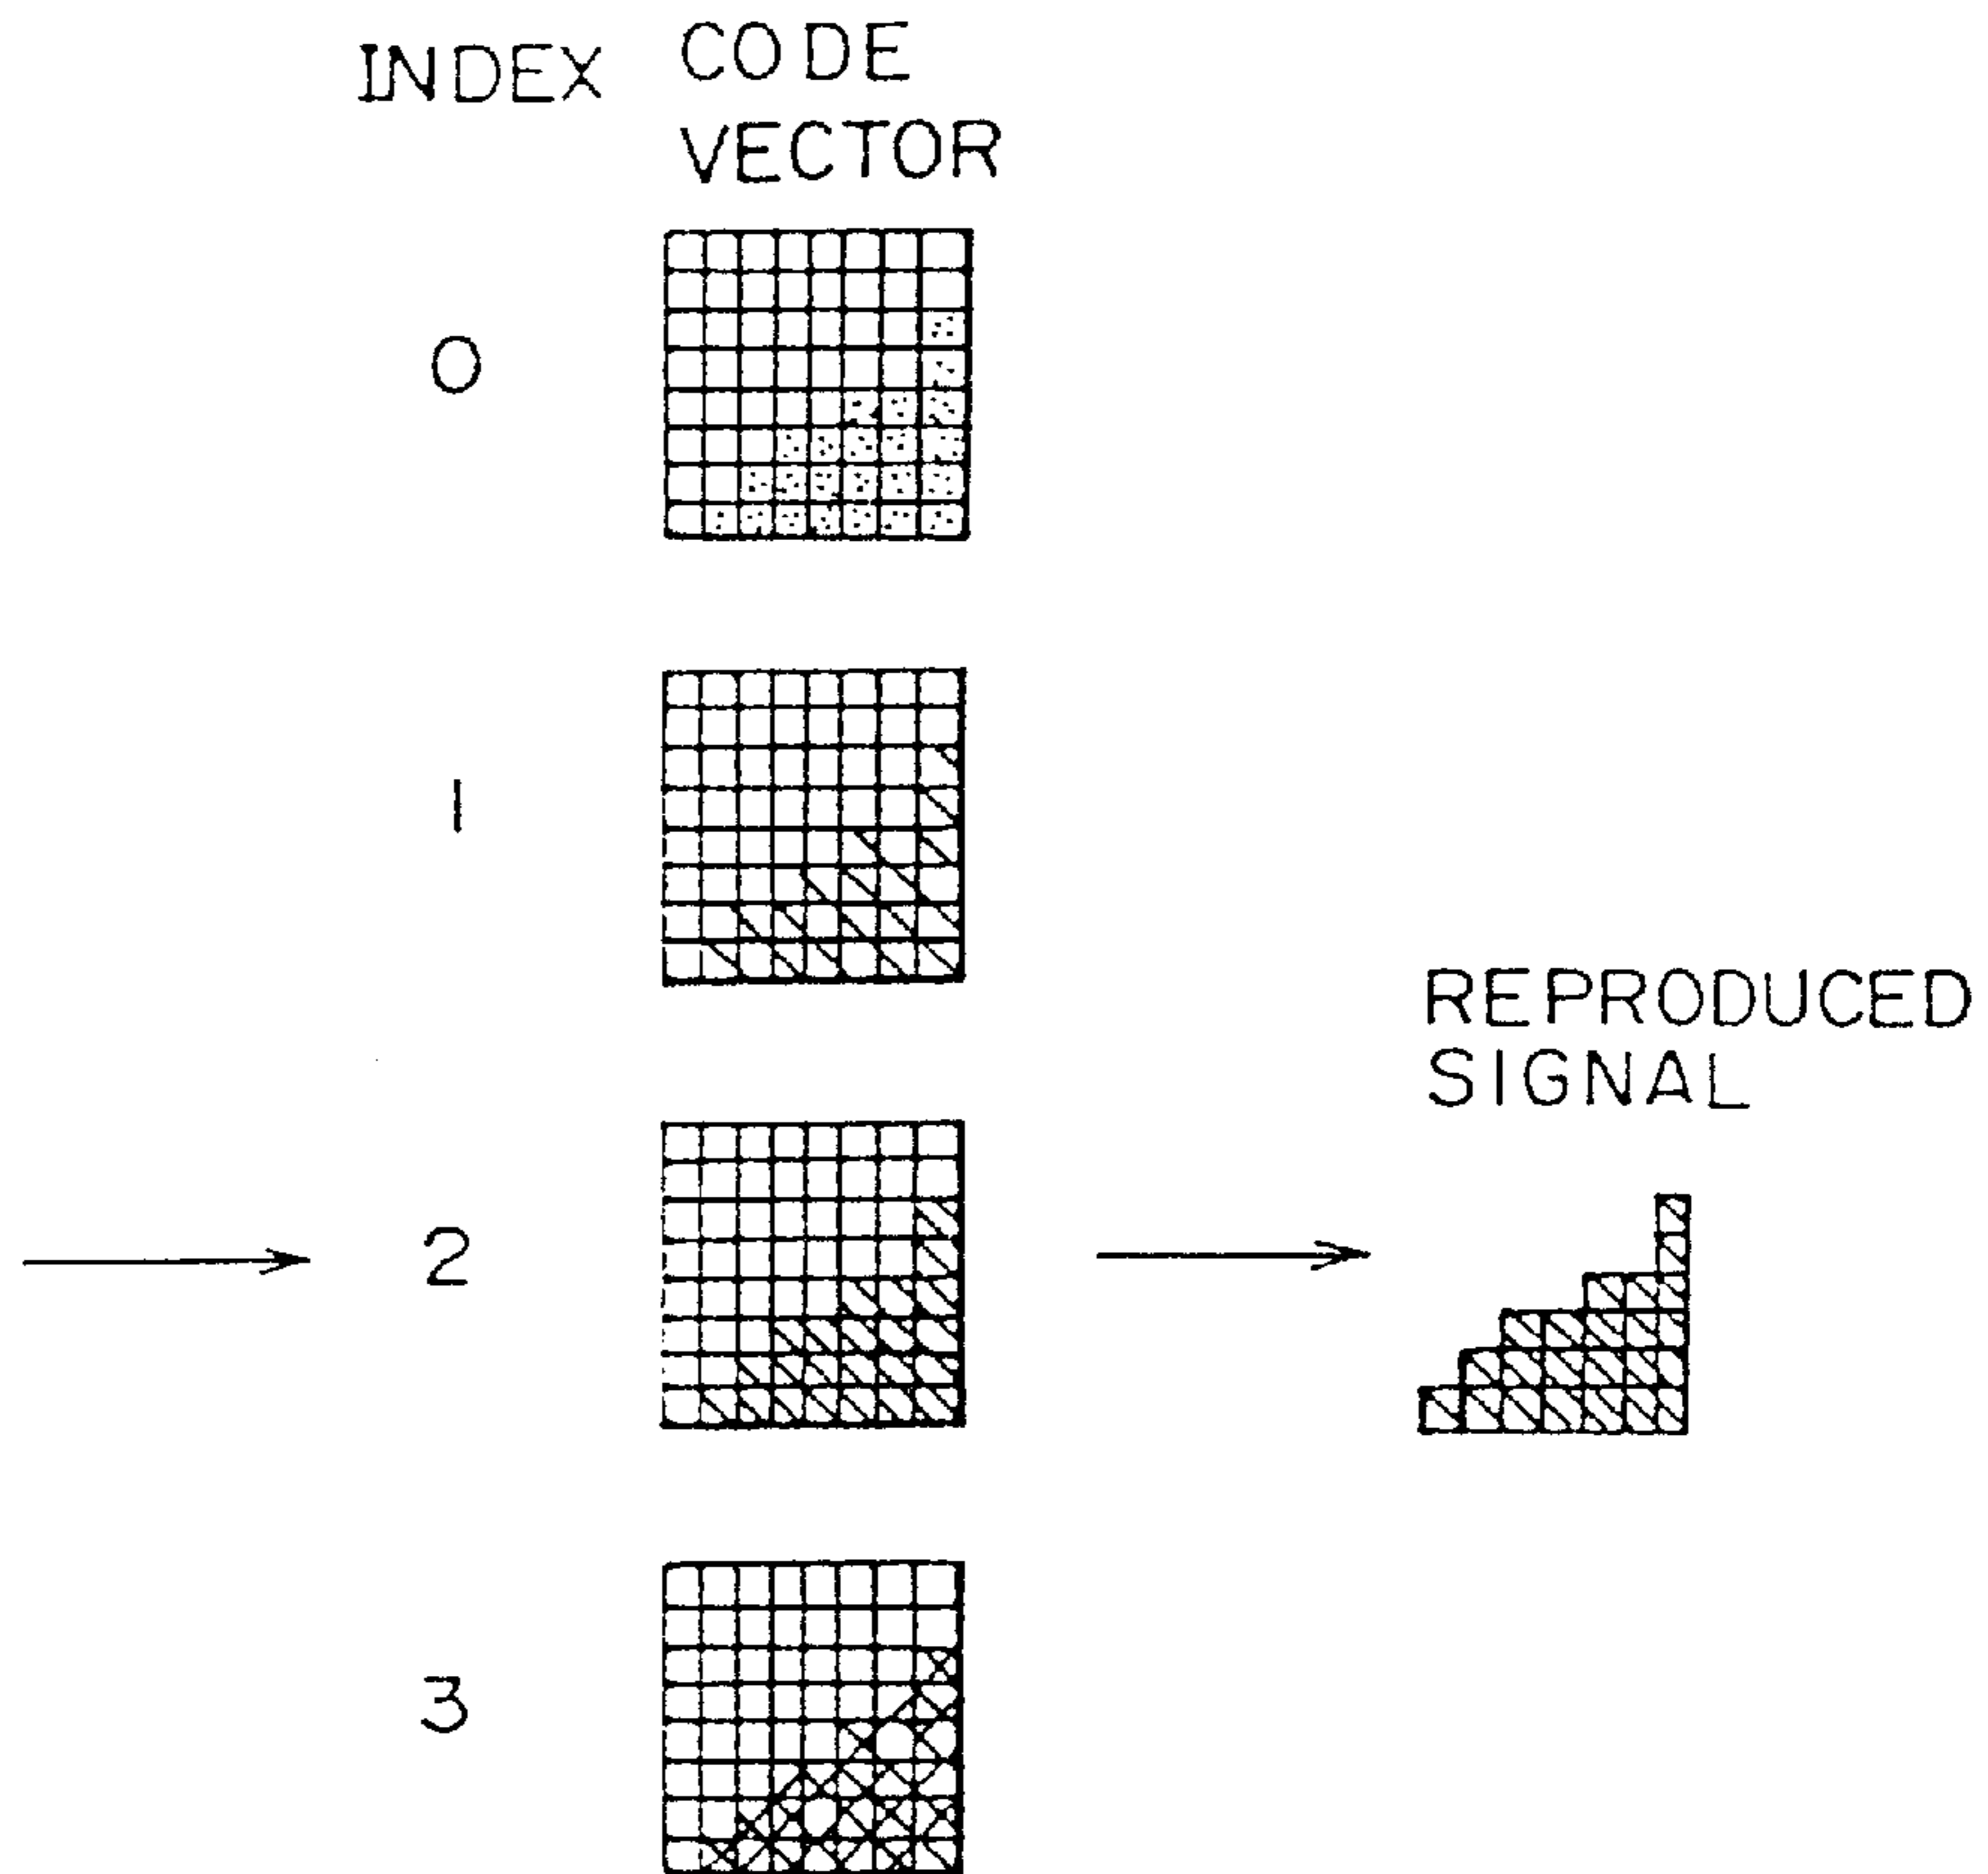 INDEX
CODE
VECTOR
0
1
REPRODUCED
SIGNAL
2
3